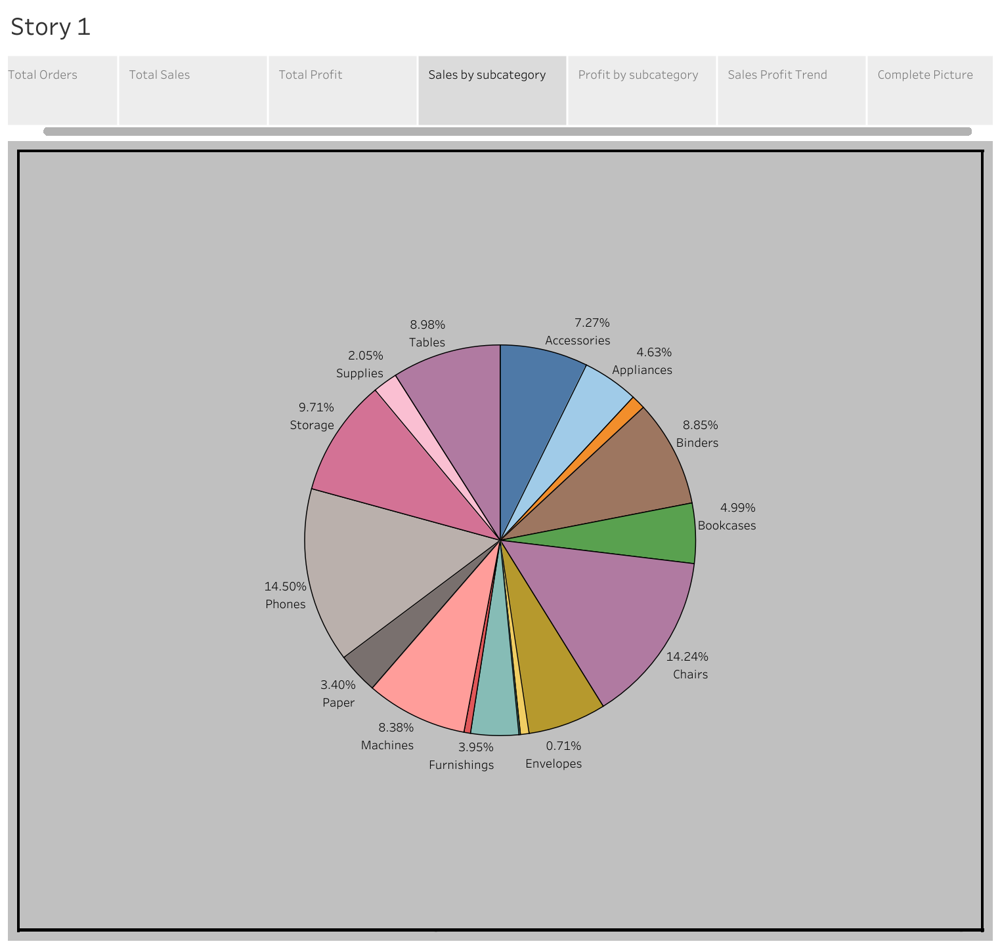 Story 1
Total Orders
Total Sales
Total Profit
Sales by subcategory
Profit by subcategory
Sales Profit Trend
Complete Picture
7.27%
Accessories
4.63%
Appliances
8.85%
Binders
4.99%
Bookcases
14.24%
Chairs
0.71%
Envelopes
3.95%
Furnishings
8.38%
Machines
3.40%
Paper
14.50%
Phones
9.71%
Storage
2.05%
Supplies
8.98%
Tables